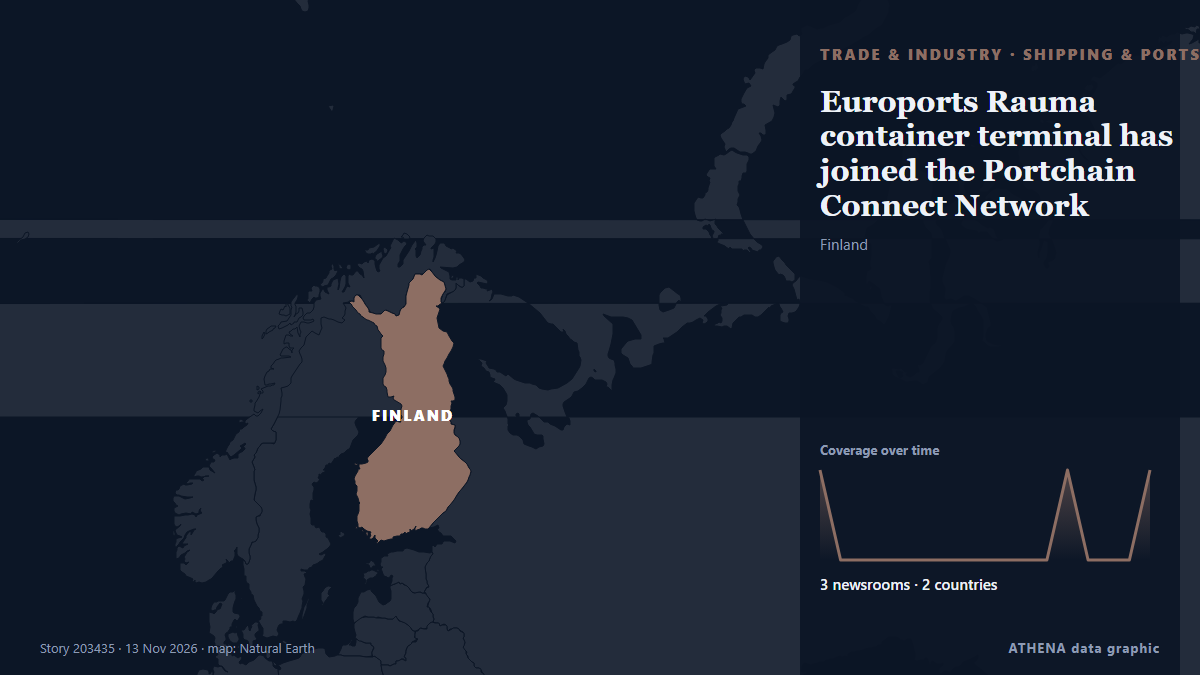 TRADE & INDUSTRY · SHIPPING & PORTS
Euroports Rauma
container terminal has
joined the Portchain
Connect Network
Finland
FINLAND
Coverage over time
3 newsrooms · 2 countries
Story 203435 · 13 Nov 2026 · map: Natural Earth
ATHENA data graphic